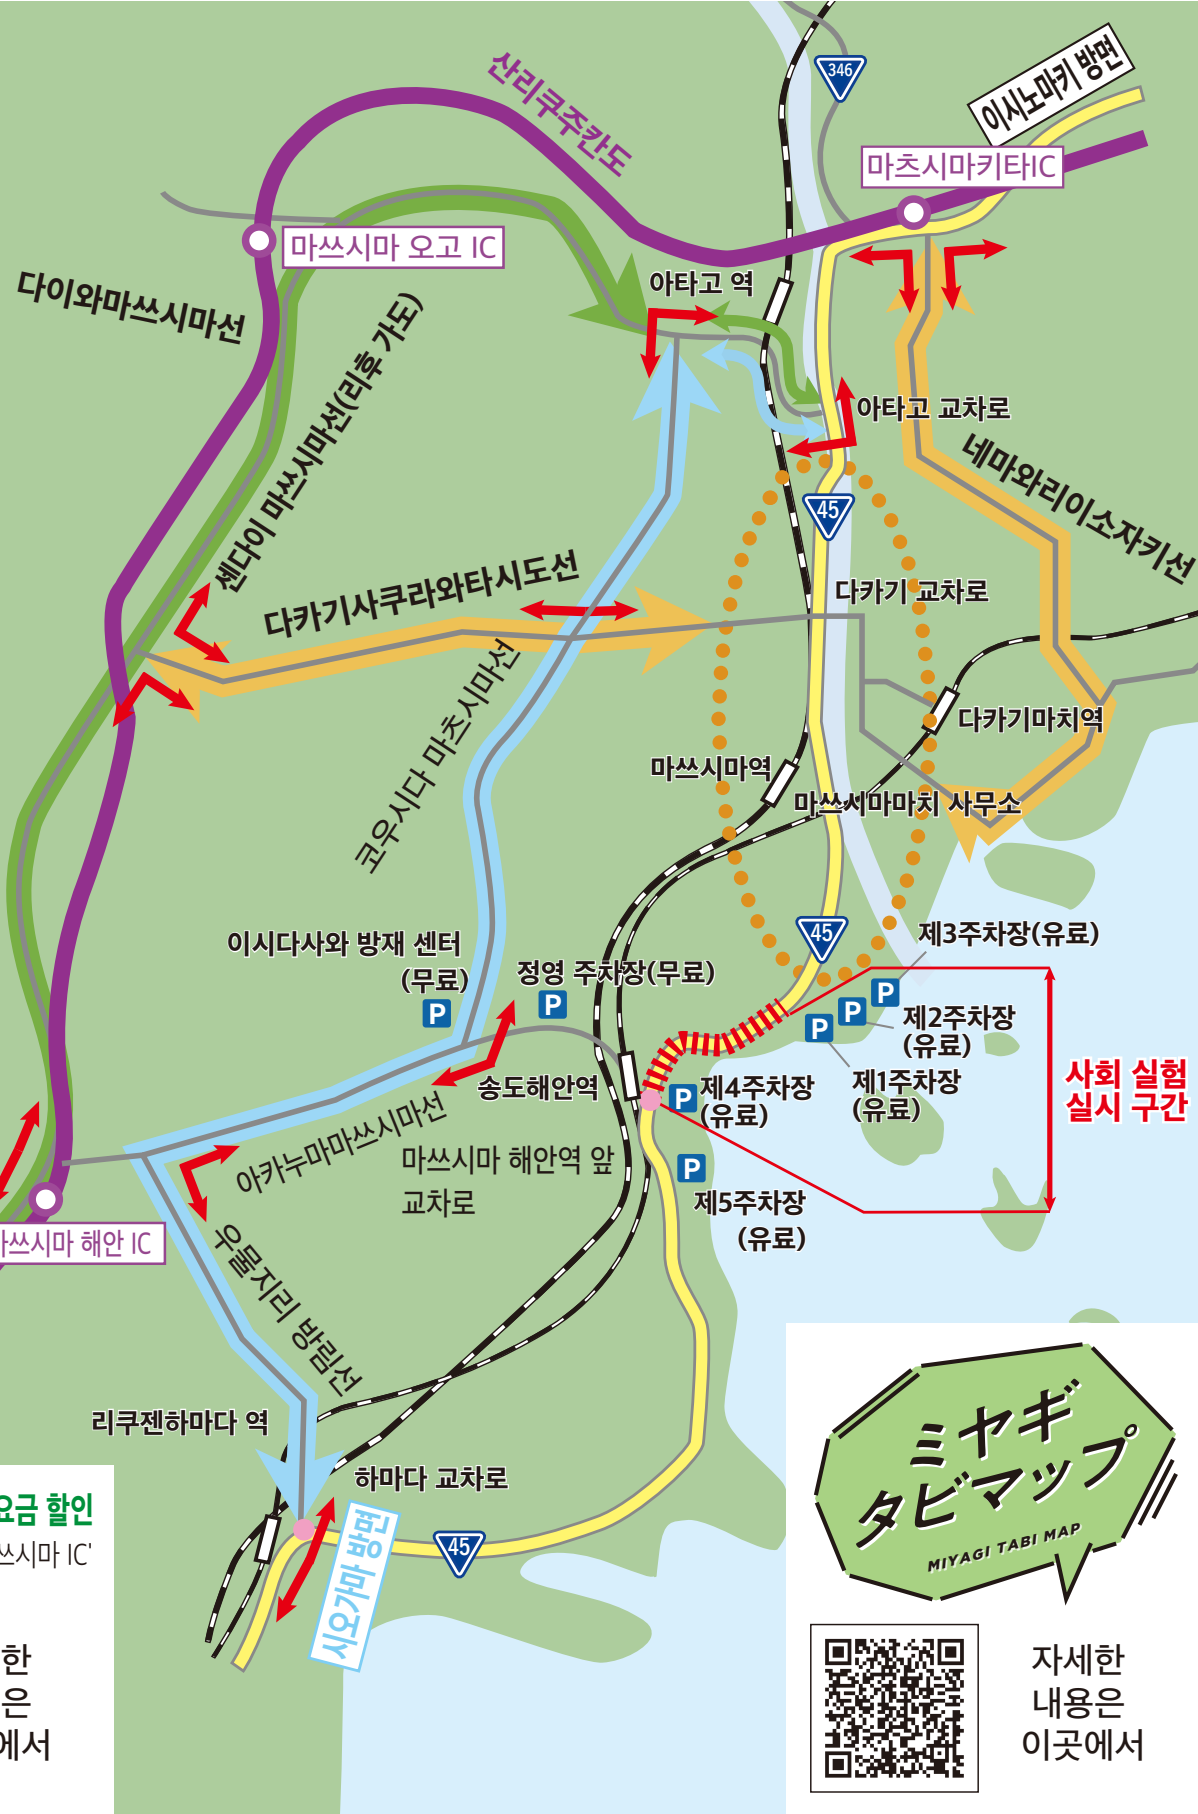 346
이시노마키 방면
산리쿠주칸도
마츠시마키타IC
마쓰시마 오고 IC
다이와마쓰시마선
아타고 역
센다이 마쓰시마선(리후 가도)
아타고 교차로
네마와리이소자키선
45
다카기사쿠라와타시도선
다카기 교차로
코우시다 마츠시마선
다카기마치역
마쓰시마역
마쓰시마마치 사무소
이시다사와 방재 센터
(무료)
P
정영 주차장(무료)
P
45
제3주차장(유료)
P
P
제2주차장
(유료)
P
제1주차장
(유료)
사회 실험
실시 구간
송도해안역
P
제4주차장
(유료)
아카누마마쓰시마선
마쓰시마 해안역 앞
교차로
P
제5주차장
(유료)
마쓰시마 해안 IC
우물지리 방림선
리쿠젠하마다 역
하마다 교차로
시오가마 방면
45
요금 할인
쓰시마 IC'
한
은
에서
ミヤギ
タビマップ
MIYAGI TABI MAP
자세한
내용은
이곳에서